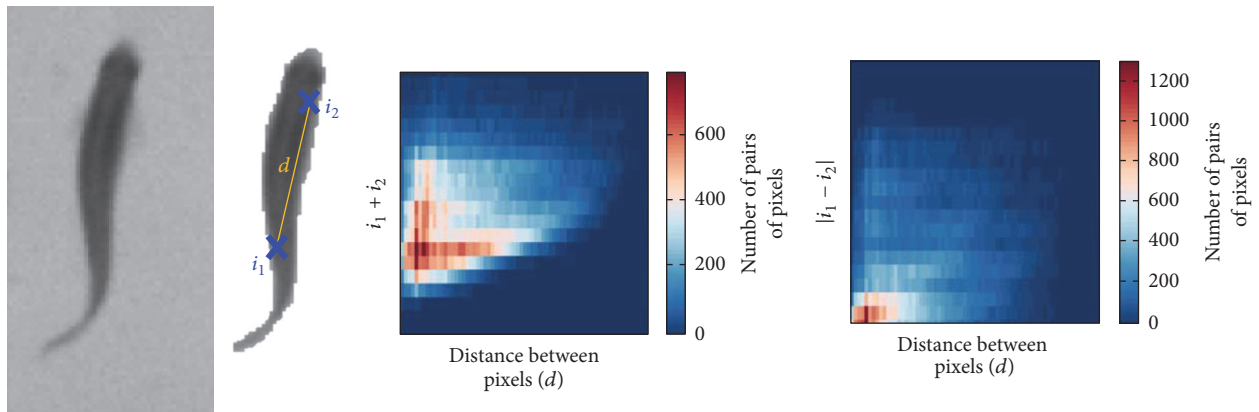 i₂
d
i₁
i₁ + i₂
Distance between
pixels (d)
600
400
200
0
Number of pairs
of pixels
|i₁ − i₂|
Distance between
pixels (d)
1200
1000
800
600
400
200
0
Number of pairs
of pixels